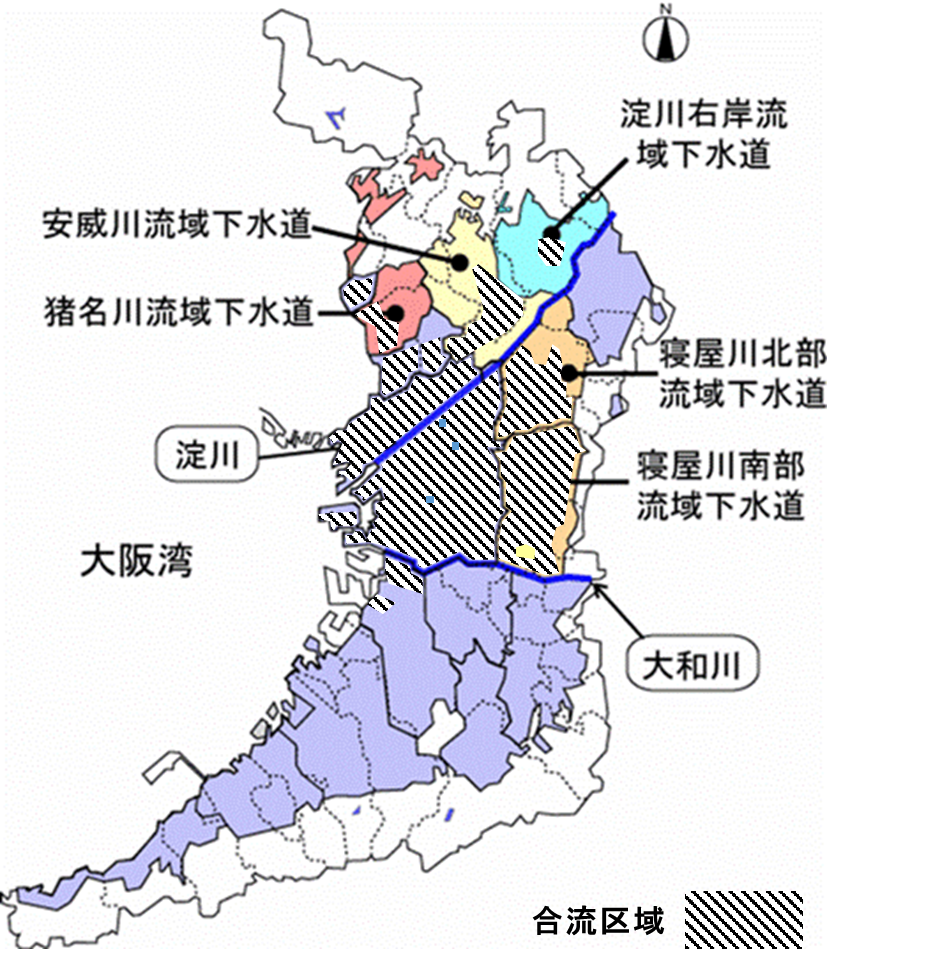 N
淀川右岸流
域下水道
安威川流域下水道
猪名川流域下水道
寝屋川北部
流域下水道
淀川
寝屋川南部
流域下水道
大阪湾
大和川
合流区域